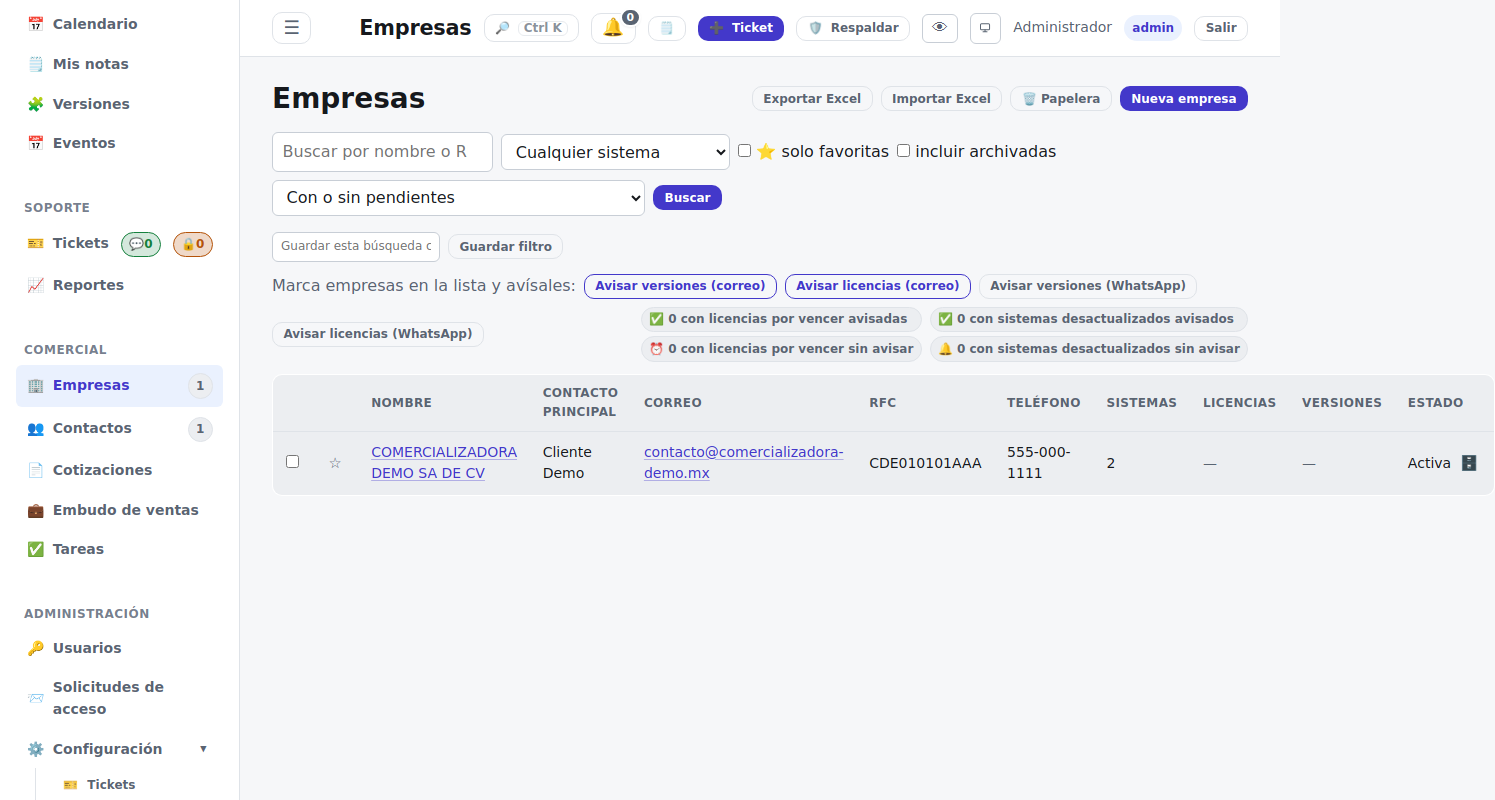 Calendario
Mis notas
Versiones
Eventos
SOPORTE
Tickets 0 0
Reportes
COMERCIAL
Empresas 1
Contactos 1
Cotizaciones
Embudo de ventas
Tareas
ADMINISTRACIÓN
Usuarios
Solicitudes de
acceso
Configuración
Tickets
Empresas Ctrl K 0 Ticket Respaldar Administrador admin Salir
Empresas Exportar Excel Importar Excel Papelera Nueva empresa
Buscar por nombre o R Cualquier sistema solo favoritas incluir archivadas
Con o sin pendientes Buscar
Guardar esta búsqueda c Guardar filtro
Marca empresas en la lista y avísales: Avisar versiones (correo) Avisar licencias (correo) Avisar versiones (WhatsApp)
Avisar licencias (WhatsApp)
0 con licencias por vencer avisadas 0 con sistemas desactualizados avisados
0 con licencias por vencer sin avisar 0 con sistemas desactualizados sin avisar
NOMBRE CONTACTO PRINCIPAL CORREO RFC TELÉFONO SISTEMAS LICENCIAS VERSIONES ESTADO
COMERCIALIZADORA Cliente contacto@comercializadora- CDE010101AAA 555-000- 2 — — Activa
DEMO SA DE CV Demo demo.mx 1111